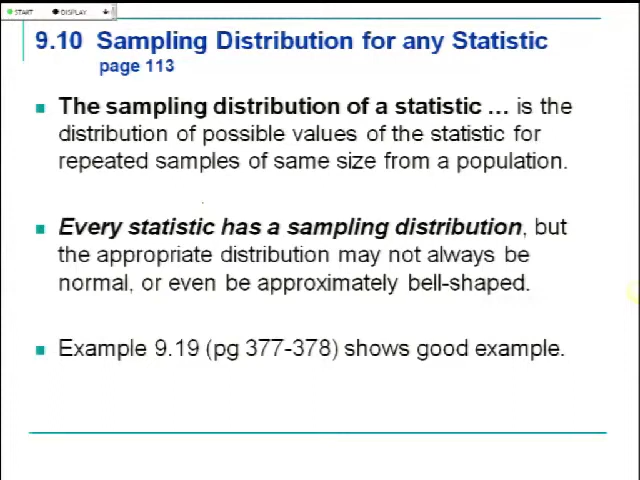 START DISPLAY
9.10 Sampling Distribution for any Statistic
page 113
The sampling distribution of a statistic … is the
distribution of possible values of the statistic for
repeated samples of same size from a population.
Every statistic has a sampling distribution, but
the appropriate distribution may not always be
normal, or even be approximately bell-shaped.
Example 9.19 (pg 377-378) shows good example.